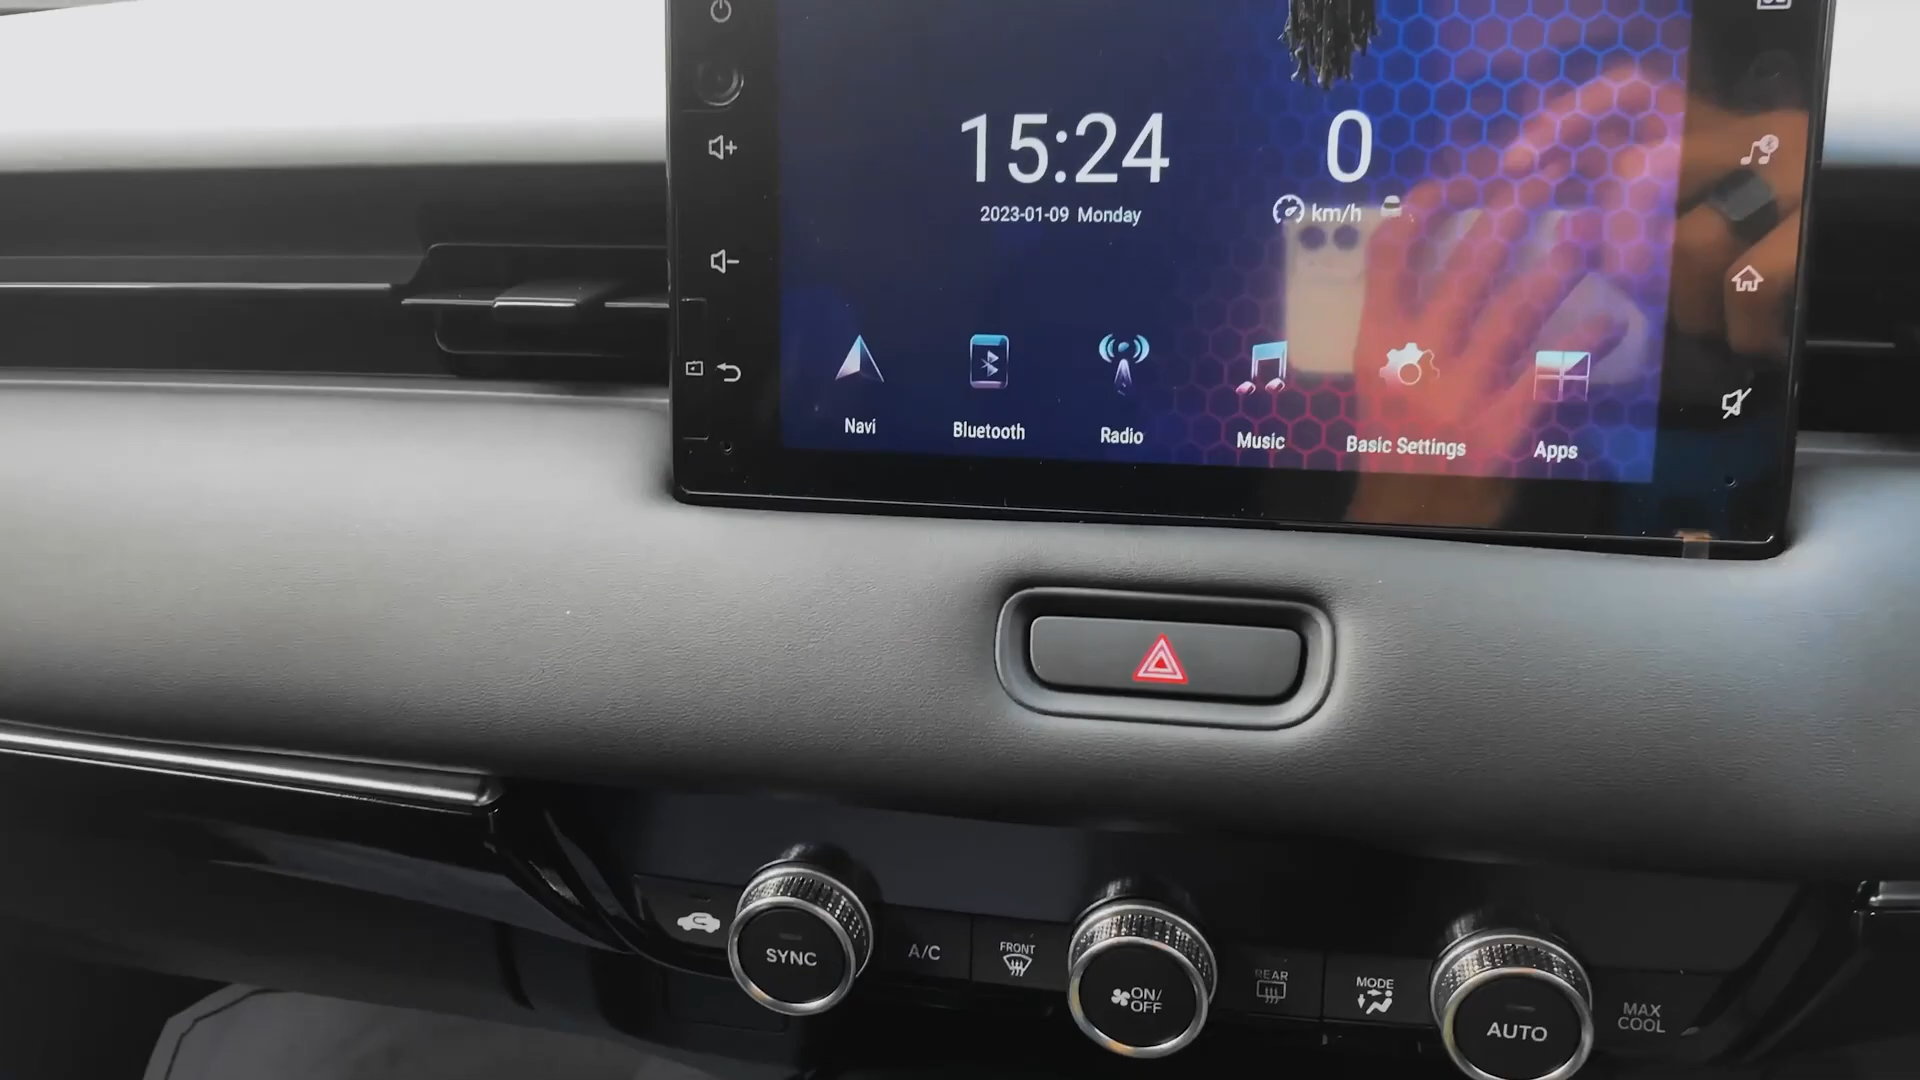 15:24
0
2023-01-09 Monday
km/h
Navi
Bluetooth
Radio
Music
Basic Settings
Apps
SYNC
A/C
FRONT
ON/
OFF
REAR
MODE
AUTO
MAX
COOL